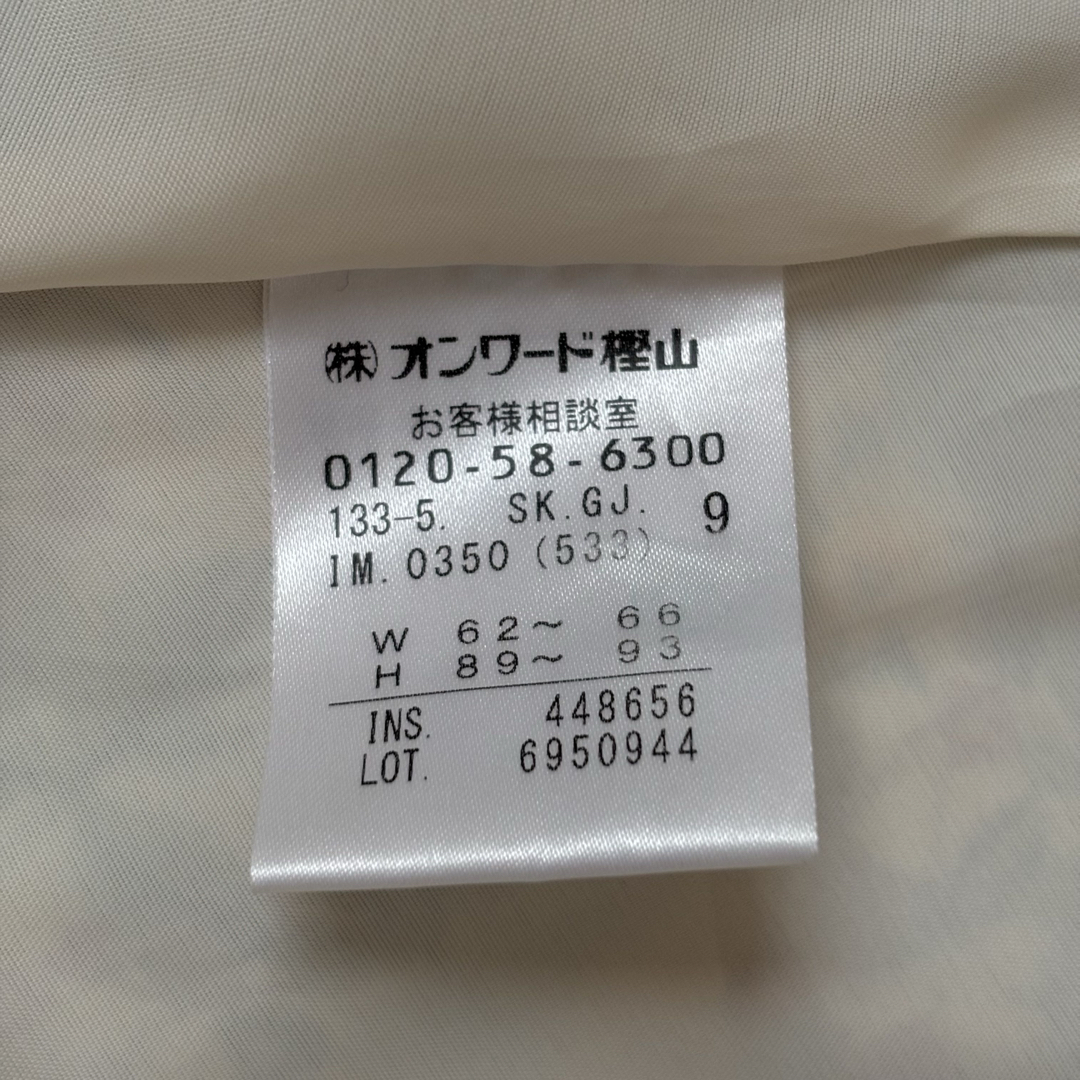 ㈱オンワード樫山
お客様相談室
0120-58-6300
133-5. SK.GJ. 9
IM. 0350 (533)
W 62～ 66
H 89～ 93
INS. 448656
LOT. 6950944